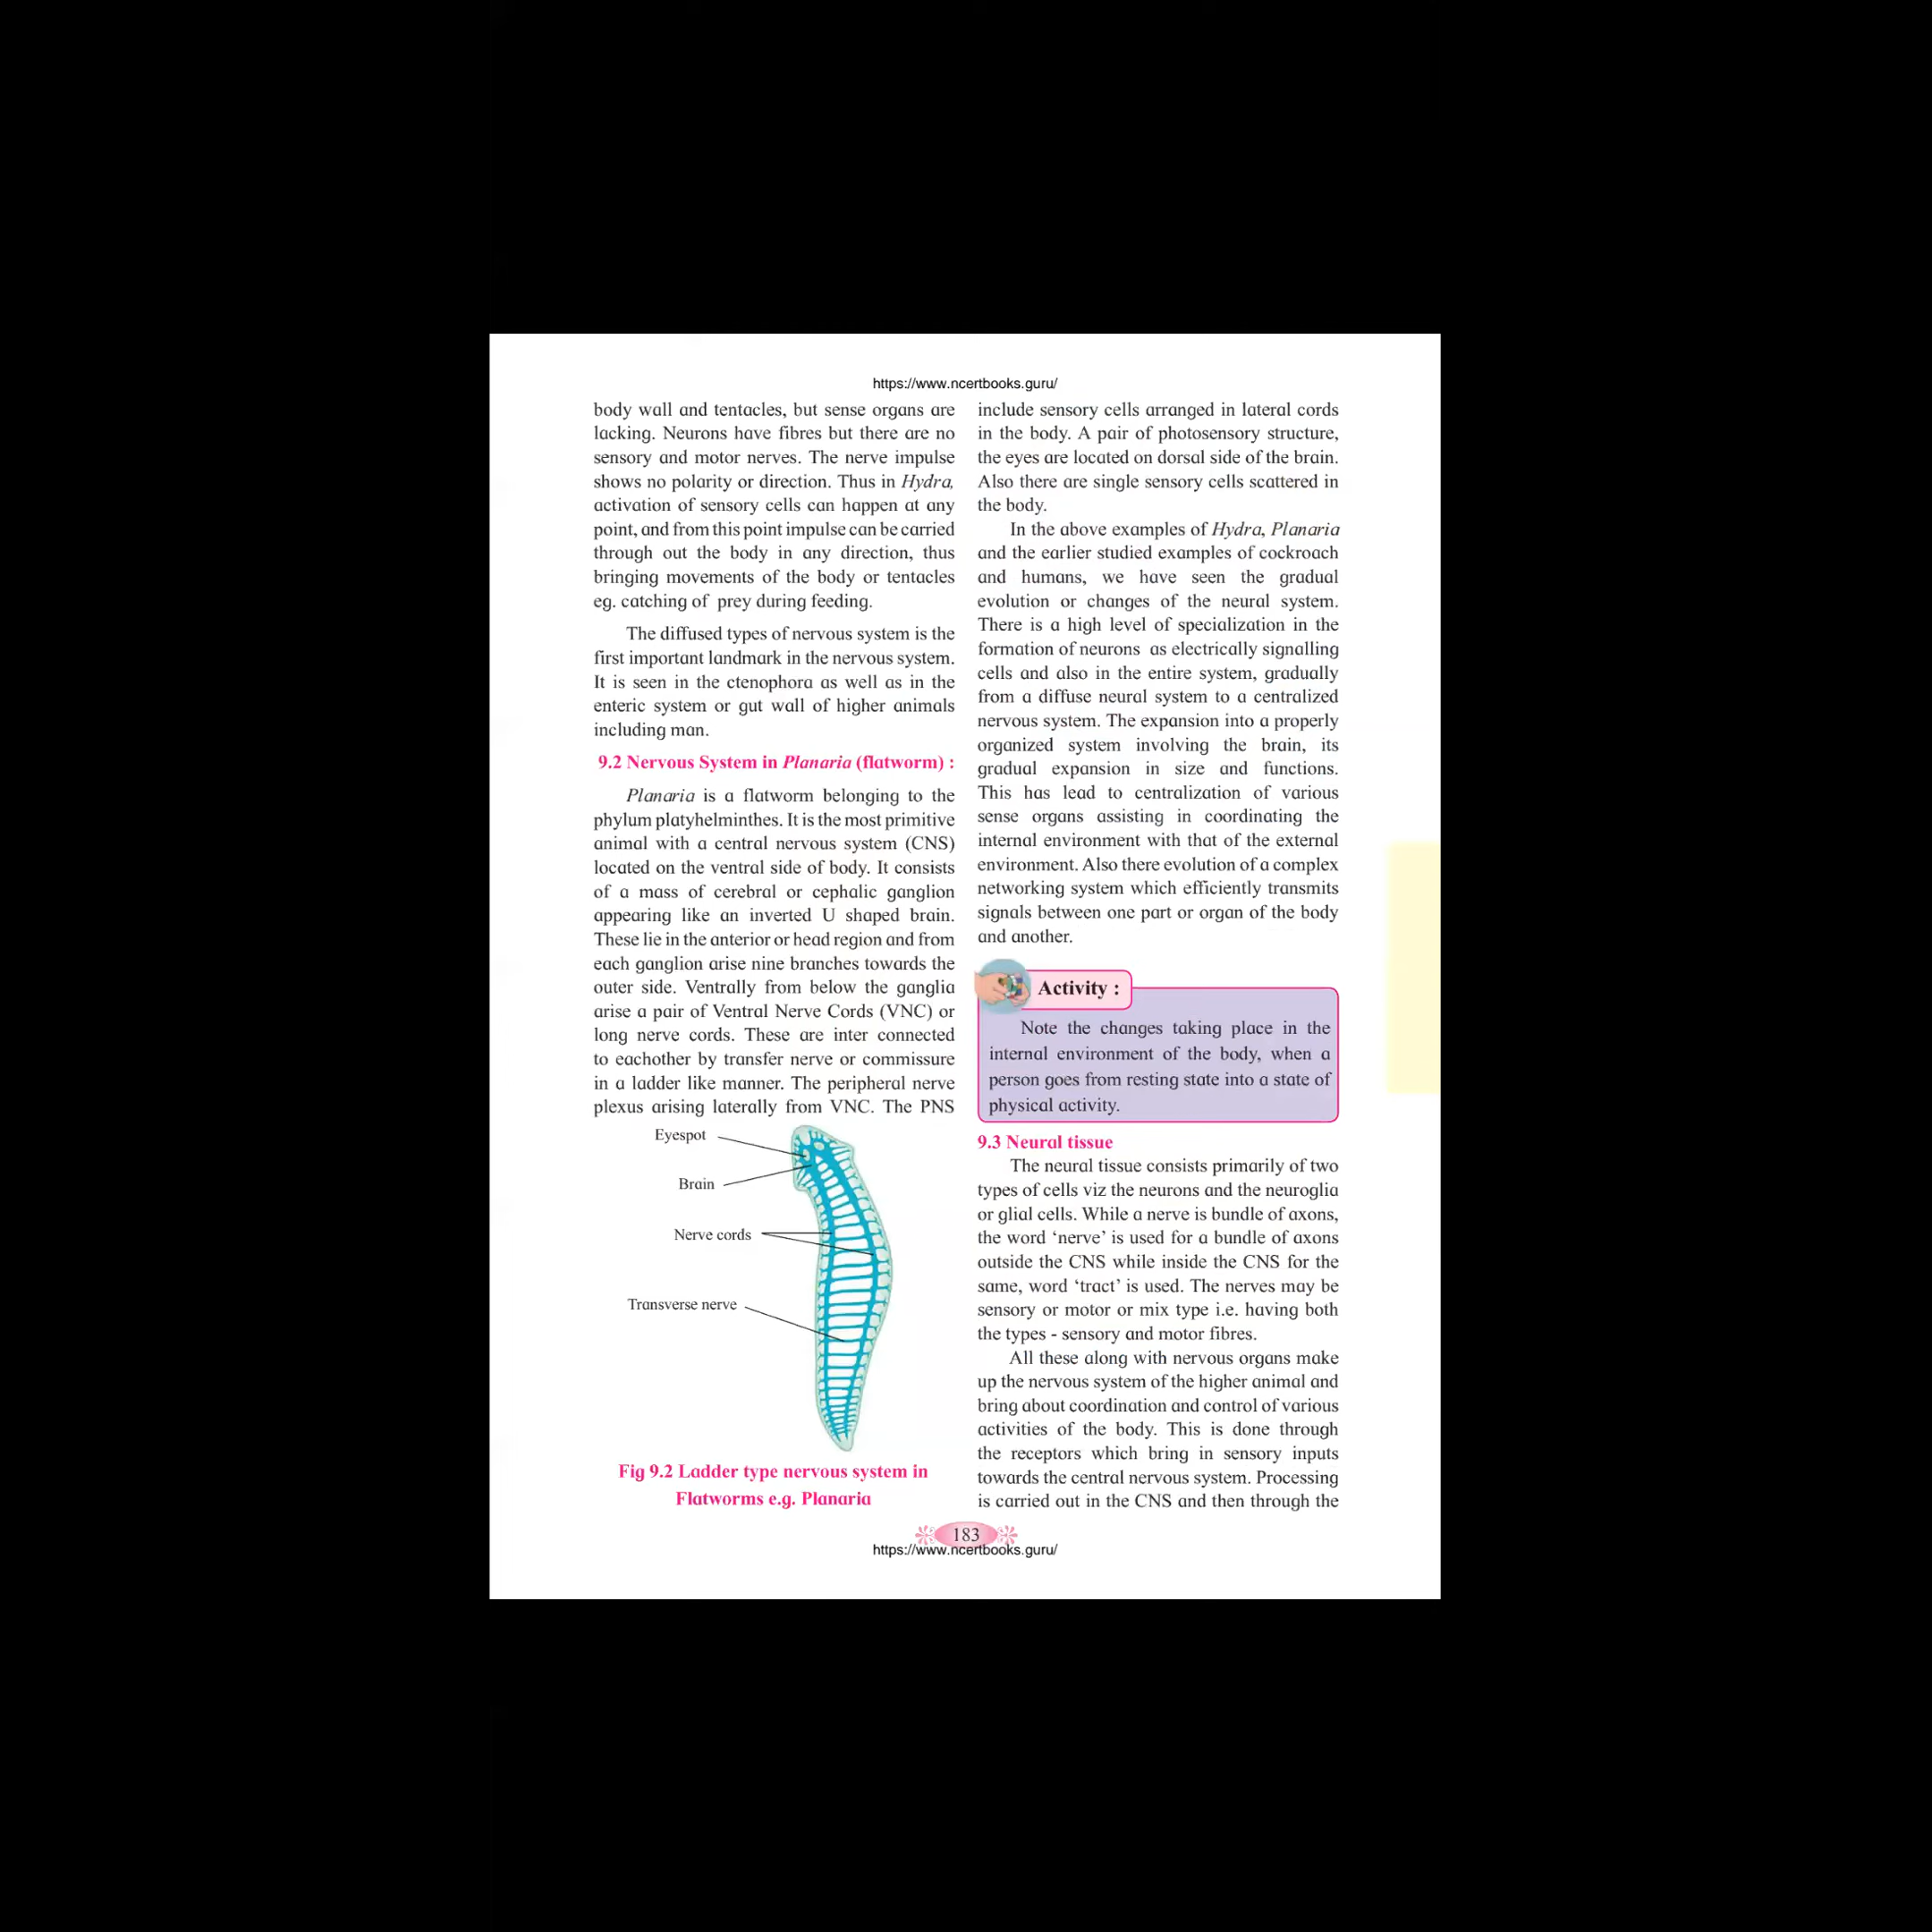 https://www.ncertbooks.guru/
body wall and tentacles, but sense organs are
lacking. Neurons have fibres but there are no
sensory and motor nerves. The nerve impulse
shows no polarity or direction. Thus in Hydra,
activation of sensory cells can happen at any
point, and from this point impulse can be carried
through out the body in any direction, thus
bringing movements of the body or tentacles
eg. catching of prey during feeding.
The diffused types of nervous system is the
first important landmark in the nervous system.
It is seen in the ctenophora as well as in the
enteric system or gut wall of higher animals
including man.
9.2 Nervous System in Planaria (flatworm) :
Planaria is a flatworm belonging to the
phylum platyhelminthes. It is the most primitive
animal with a central nervous system (CNS)
located on the ventral side of body. It consists
of a mass of cerebral or cephalic ganglion
appearing like an inverted U shaped brain.
These lie in the anterior or head region and from
each ganglion arise nine branches towards the
outer side. Ventrally from below the ganglia
arise a pair of Ventral Nerve Cords (VNC) or
long nerve cords. These are inter connected
to eachother by transfer nerve or commissure
in a ladder like manner. The peripheral nerve
plexus arising laterally from VNC. The PNS
Eyespot
Brain
Nerve cords
Transverse nerve
Fig 9.2 Ladder type nervous system in
Flatworms e.g. Planaria
include sensory cells arranged in lateral cords
in the body. A pair of photosensory structure,
the eyes are located on dorsal side of the brain.
Also there are single sensory cells scattered in
the body.
In the above examples of Hydra, Planaria
and the earlier studied examples of cockroach
and humans, we have seen the gradual
evolution or changes of the neural system.
There is a high level of specialization in the
formation of neurons as electrically signalling
cells and also in the entire system, gradually
from a diffuse neural system to a centralized
nervous system. The expansion into a properly
organized system involving the brain, its
gradual expansion in size and functions.
This has lead to centralization of various
sense organs assisting in coordinating the
internal environment with that of the external
environment. Also there evolution of a complex
networking system which efficiently transmits
signals between one part or organ of the body
and another.
Activity :
Note the changes taking place in the
internal environment of the body, when a
person goes from resting state into a state of
physical activity.
9.3 Neural tissue
The neural tissue consists primarily of two
types of cells viz the neurons and the neuroglia
or glial cells. While a nerve is bundle of axons,
the word ‘nerve’ is used for a bundle of axons
outside the CNS while inside the CNS for the
same, word ‘tract’ is used. The nerves may be
sensory or motor or mix type i.e. having both
the types - sensory and motor fibres.
All these along with nervous organs make
up the nervous system of the higher animal and
bring about coordination and control of various
activities of the body. This is done through
the receptors which bring in sensory inputs
towards the central nervous system. Processing
is carried out in the CNS and then through the
183
https://www.ncertbooks.guru/